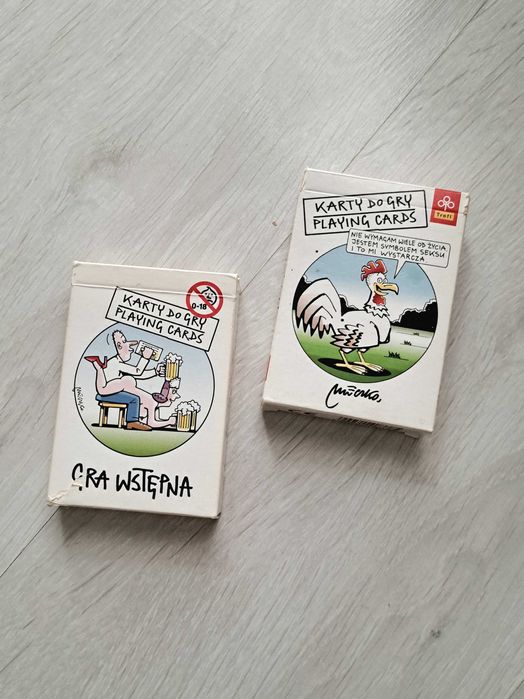 KARTY DO GRY
PLAYING CARDS
0-18
GRA WSTĘPNA
KARTY DO GRY
PLAYING CARDS
Trefl
NIE WYMAGAM WIELE OD ŻYCIA
JESTEM SYMBOLEM SEKSU
I TO MI WYSTARCZA